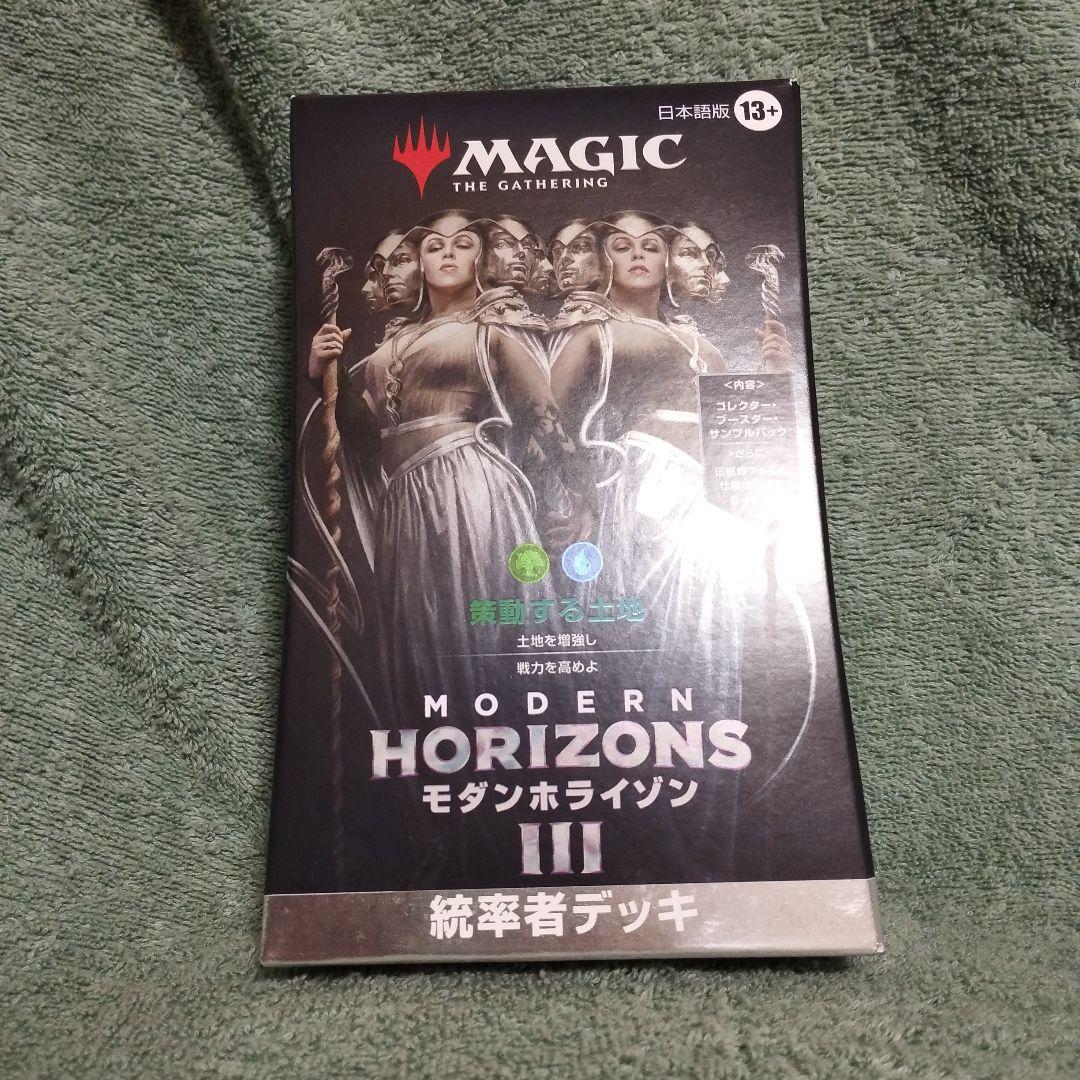 日本語版 13+
MAGIC
THE GATHERING
<内容>
コレクター・
ブースター・
サンプルパック
・さらに・
策動する土地
土地を増強し
戦力を高めよ
MODERN
HORIZONS
モダンホライゾン
III
統率者デッキ